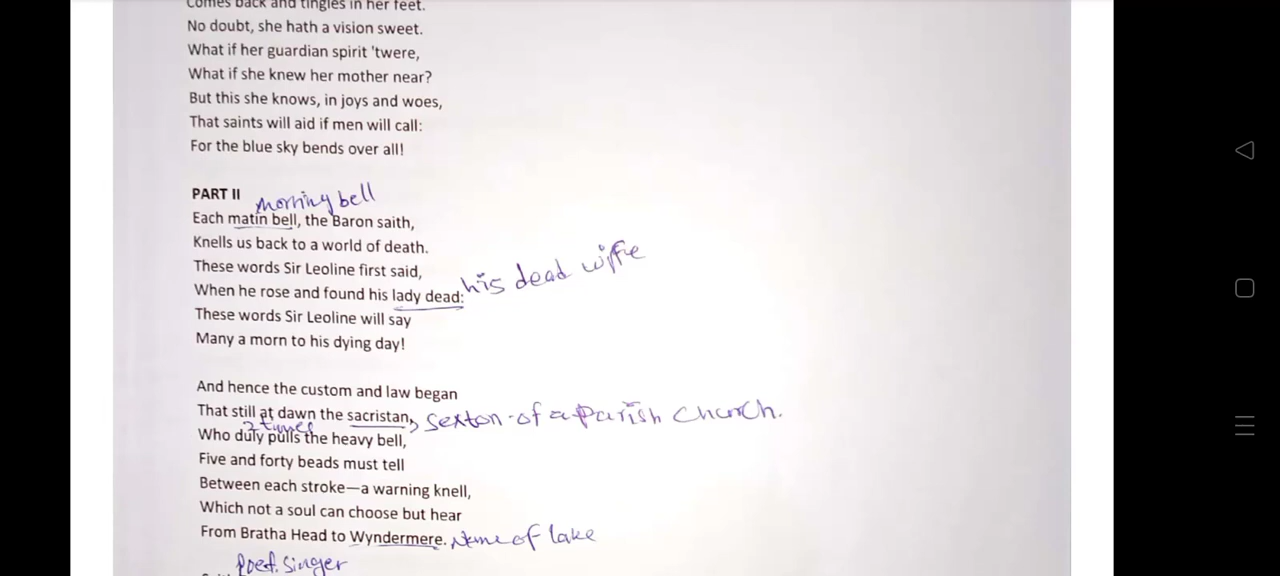 Comes back and tingles in her feet.
No doubt, she hath a vision sweet.
What if her guardian spirit 'twere,
What if she knew her mother near?
But this she knows, in joys and woes,
That saints will aid if men will call:
For the blue sky bends over all!
PART II
morning bell
Each matin bell, the Baron saith,
Knells us back to a world of death.
These words Sir Leoline first said,
his dead wife
When he rose and found his lady dead:
These words Sir Leoline will say
Many a morn to his dying day!
And hence the custom and law began
That still at dawn the sacristan, sexton of a Parish Church.
2 times
Who duly pulls the heavy bell,
Five and forty beads must tell
Between each stroke—a warning knell,
Which not a soul can choose but hear
From Bratha Head to Wyndermere. Name of lake
Poet. Singer